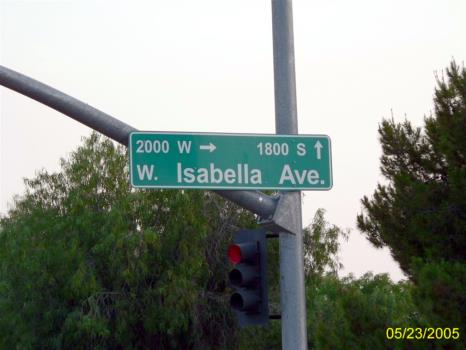 2000 W → 1800 S ↑
W. Isabella Ave.
05/23/2005